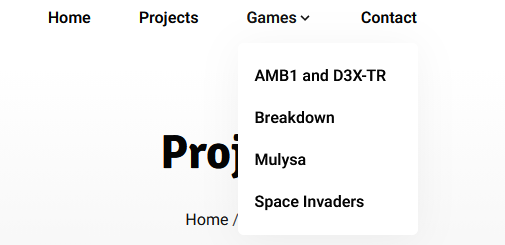 Home Projects Games Contact
AMB1 and D3X-TR
Breakdown
Proj
Mulysa
Space Invaders
Home /